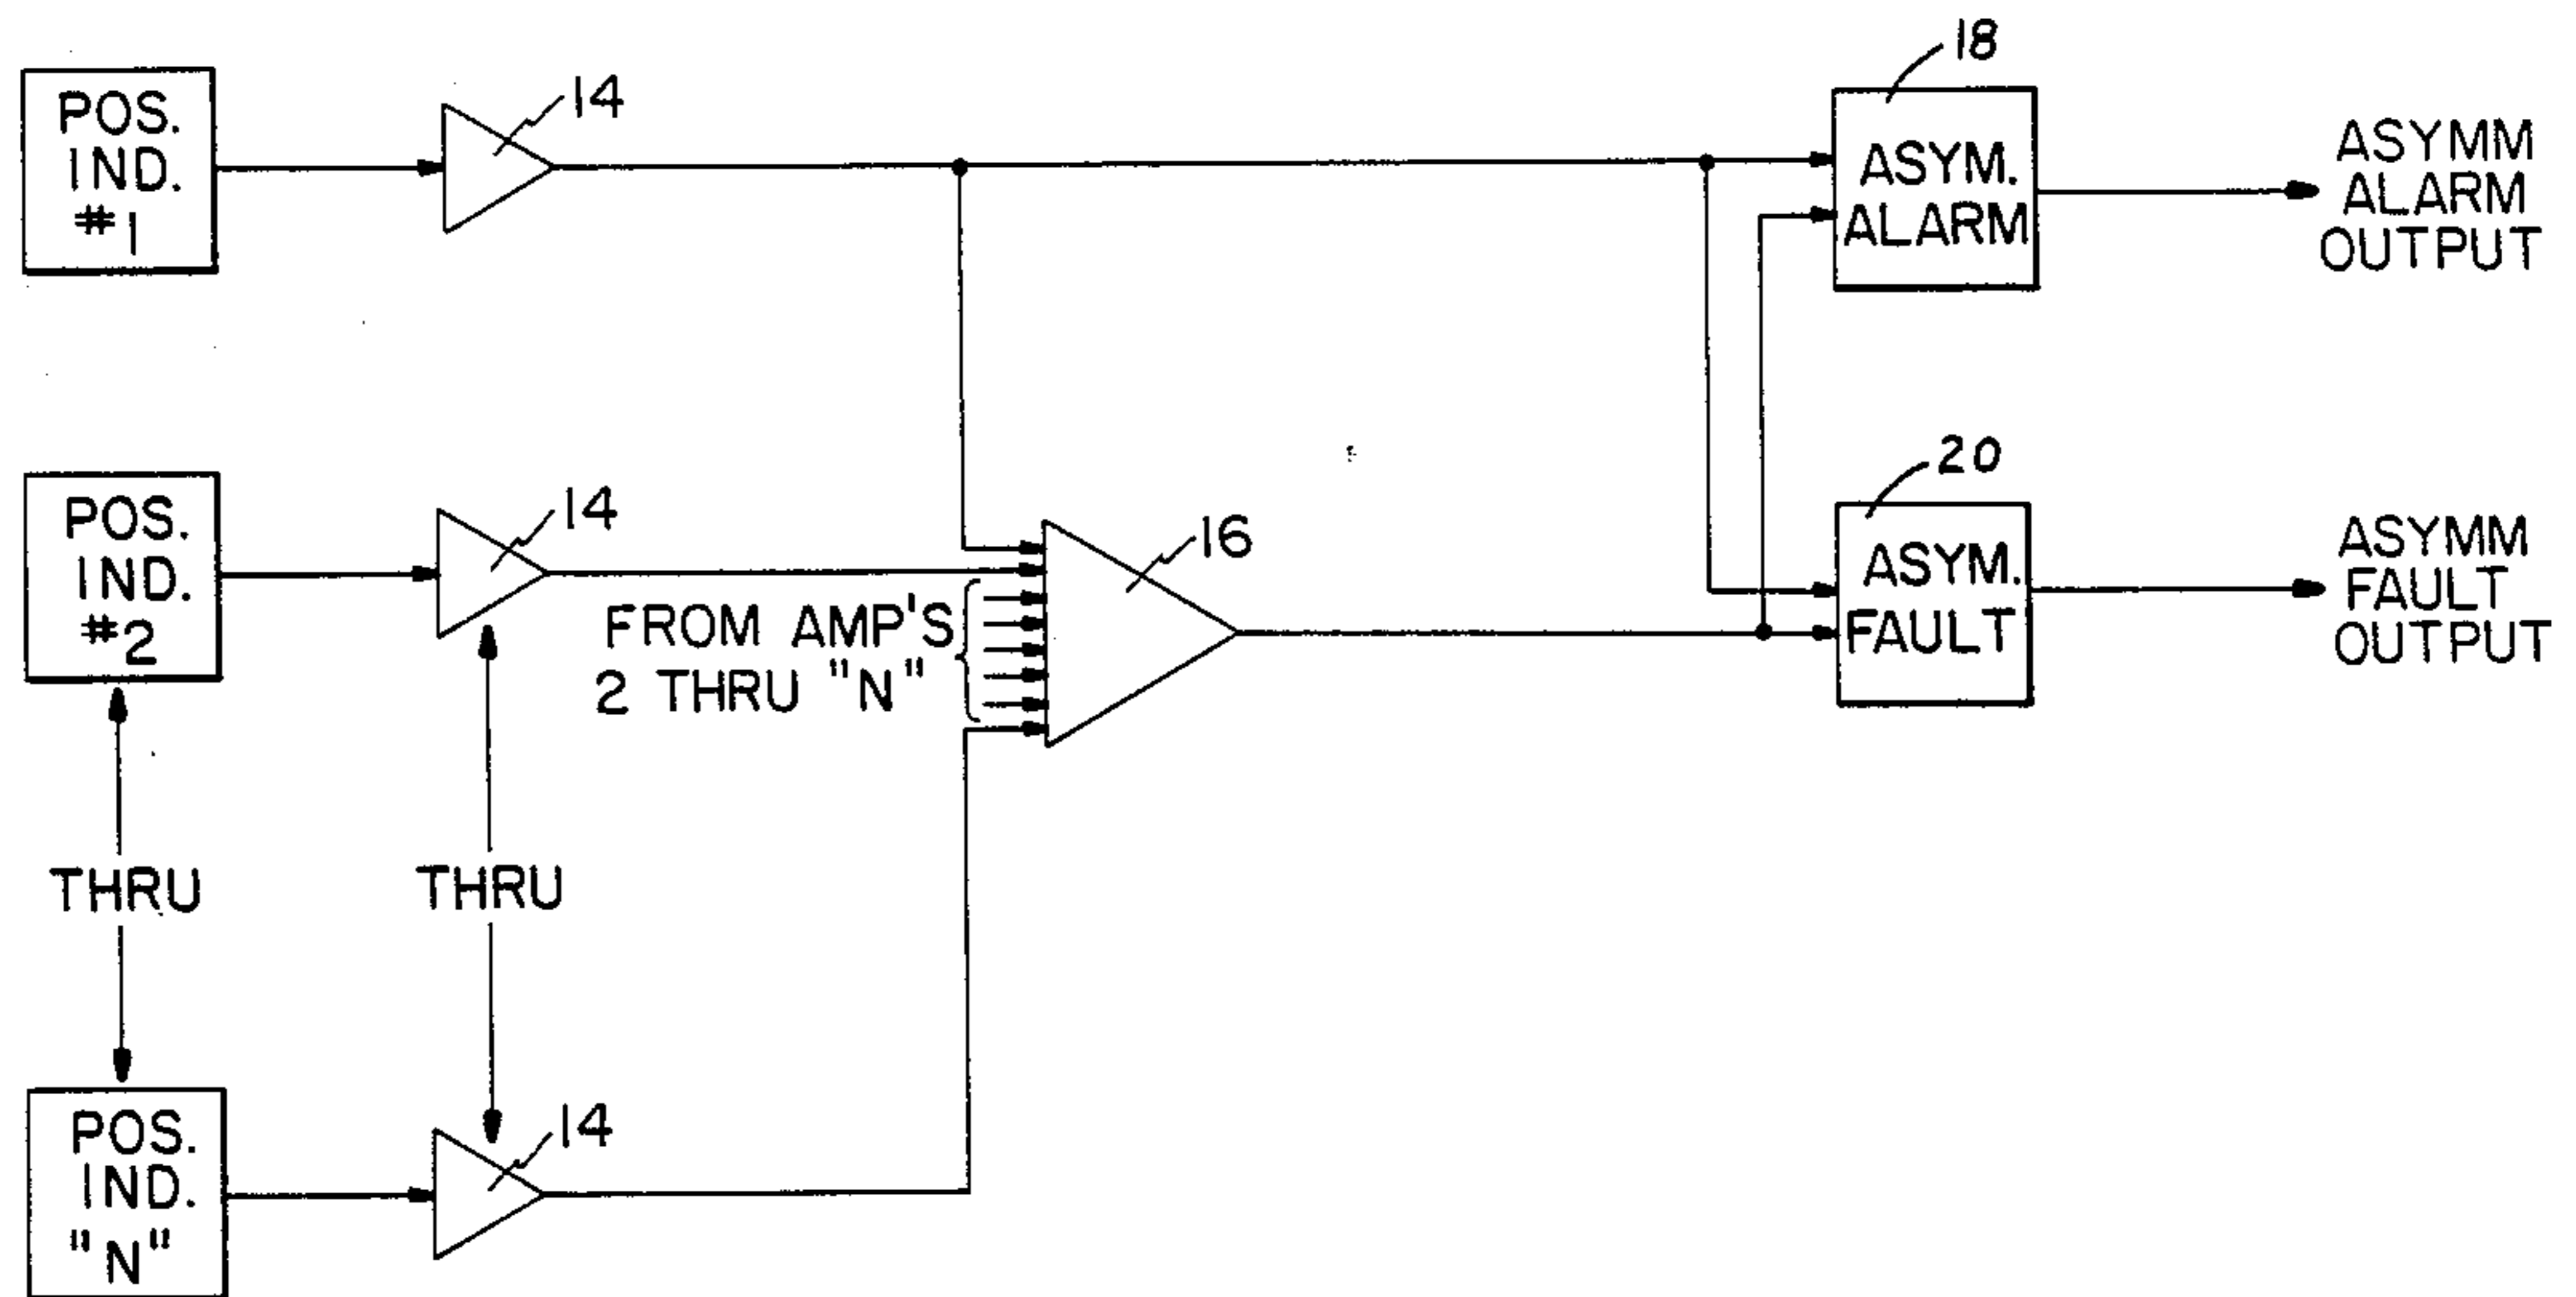 18
POS.
IND.
#1
14
ASYM.
ALARM
ASYMM
ALARM
OUTPUT
POS.
IND.
#2
14
FROM AMP'S
2 THRU "N"
16
20
ASYM.
FAULT
ASYMM
FAULT
OUTPUT
THRU
THRU
POS.
IND.
"N"
14